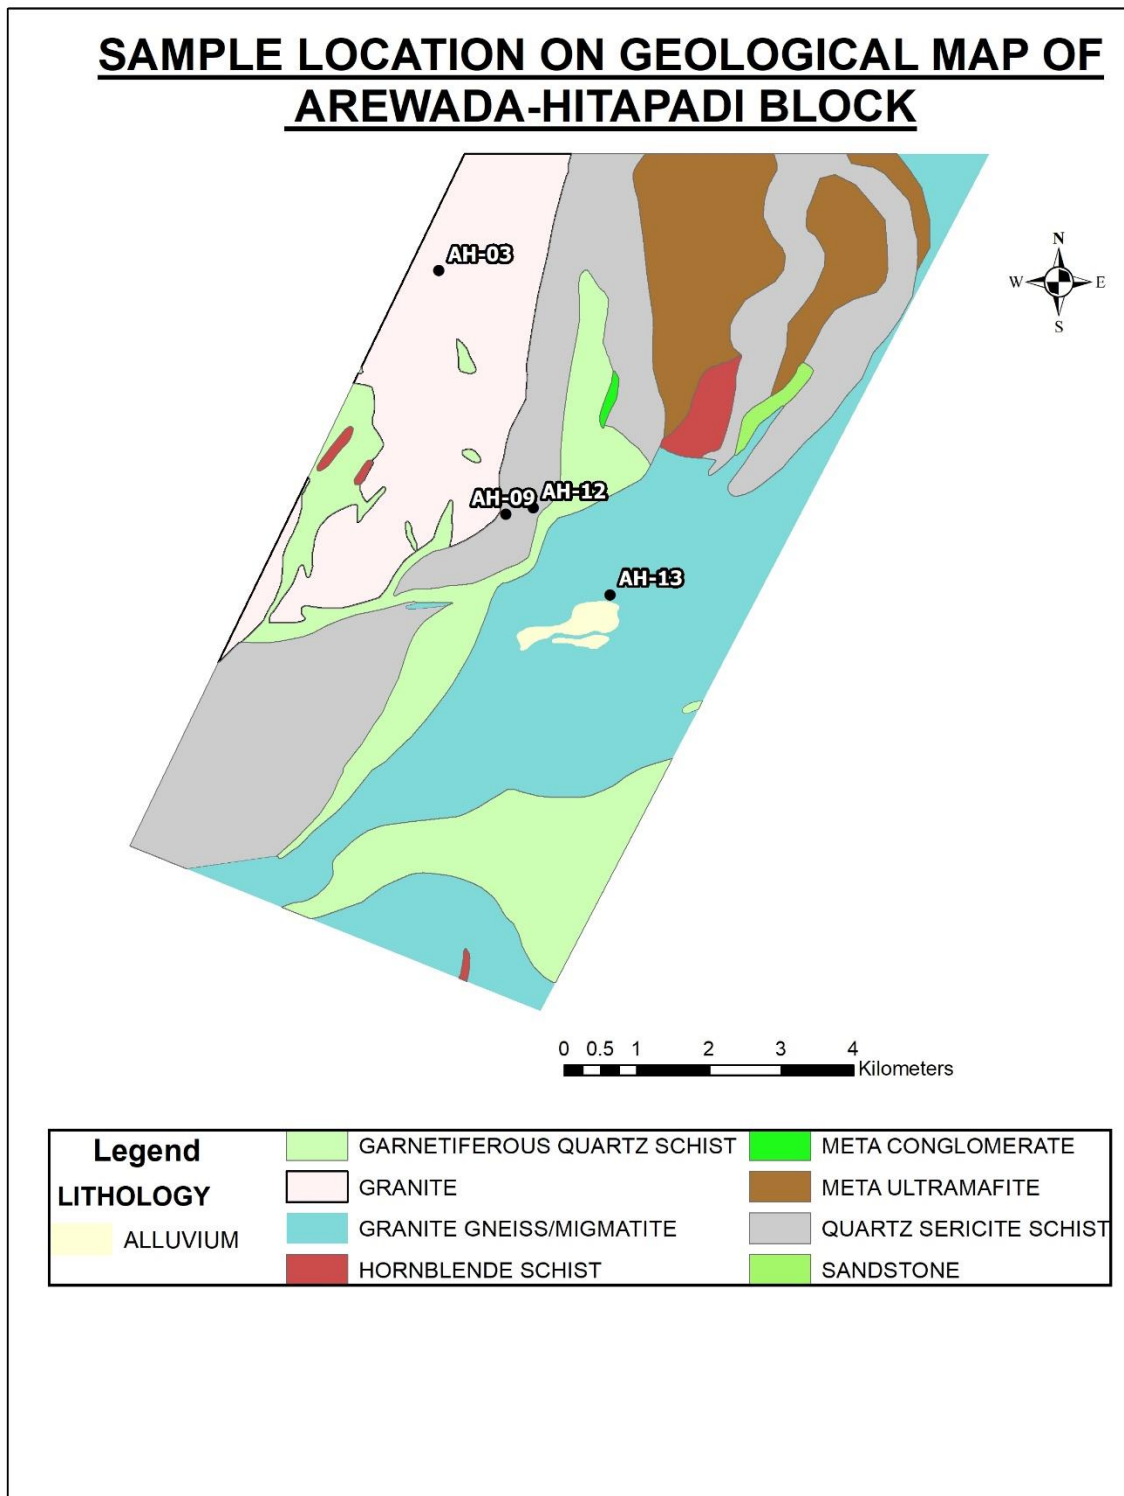 SAMPLE LOCATION ON GEOLOGICAL MAP OF
AREWADA-HITAPADI BLOCK
AH-03
N
W
E
S
AH-09
AH-12
AH-13
0 0.5 1 2 3 4
Kilometers
Legend
LITHOLOGY
ALLUVIUM
GARNETIFEROUS QUARTZ SCHIST
GRANITE
GRANITE GNEISS/MIGMATITE
HORNBLENDE SCHIST
META CONGLOMERATE
META ULTRAMAFITE
QUARTZ SERICITE SCHIST
SANDSTONE